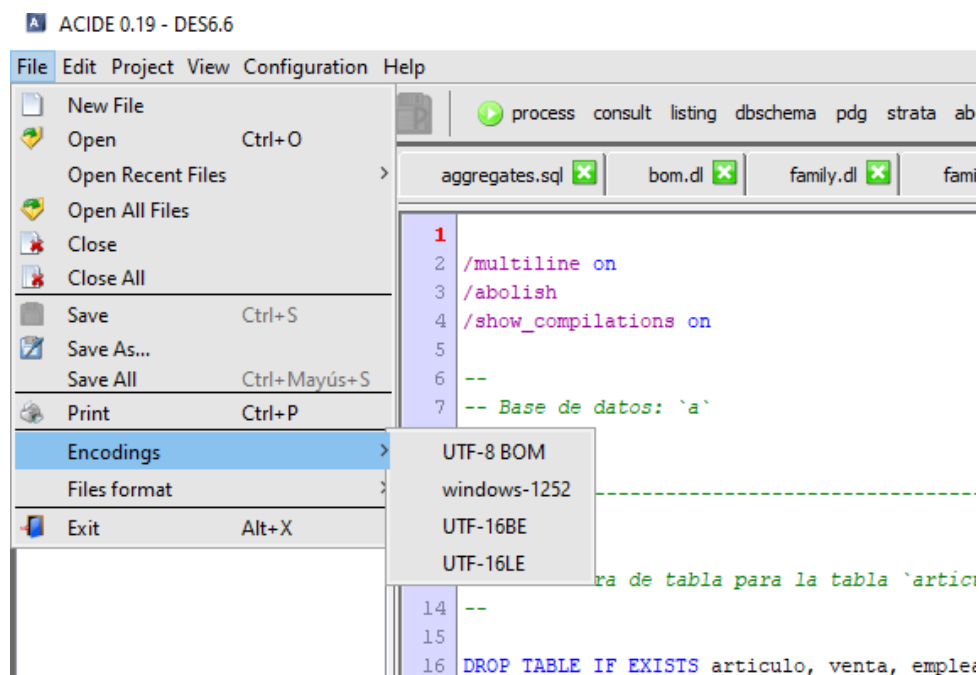 ACIDE 0.19 - DES6.6
File Edit Project View Configuration Help
New File
Open Ctrl+O
Open Recent Files
Open All Files
Close
Close All
Save Ctrl+S
Save As...
Save All Ctrl+Mayús+S
Print Ctrl+P
Encodings
Files format
Exit Alt+X
UTF-8 BOM
windows-1252
UTF-16BE
UTF-16LE
process consult listing dbschema pdg strata ab
aggregates.sql bom.dl family.dl fami
1
2 /multiline on
3 /abolish
4 /show_compilations on
5
6 --
7 -- Base de datos: `a`
-----------------------------------
ra de tabla para la tabla `articu
14 --
15
16 DROP TABLE IF EXISTS articulo, venta, emplea